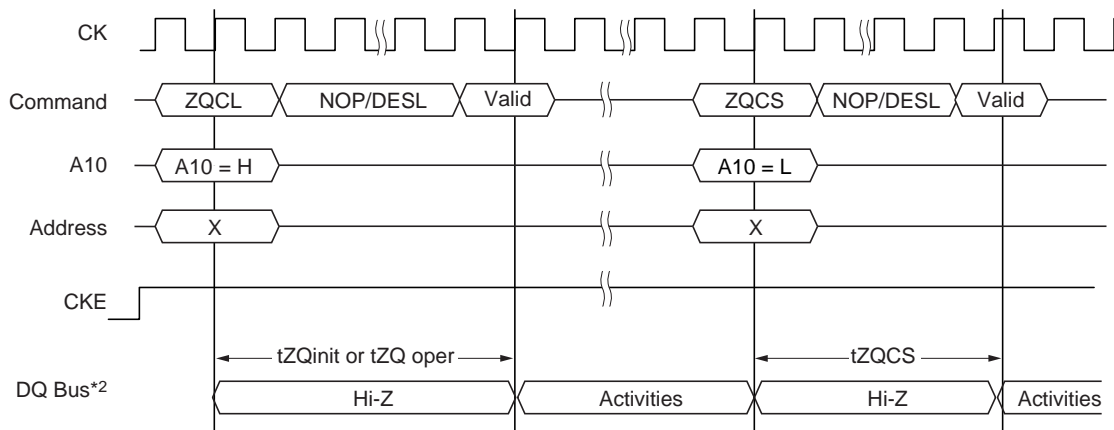 CK
Command ZQCL NOP/DESL Valid ZQCS NOP/DESL Valid
A10 A10 = H A10 = L
Address X X
CKE
tZQinit or tZQ oper tZQCS
DQ Bus*2 Hi-Z Activities Hi-Z Activities